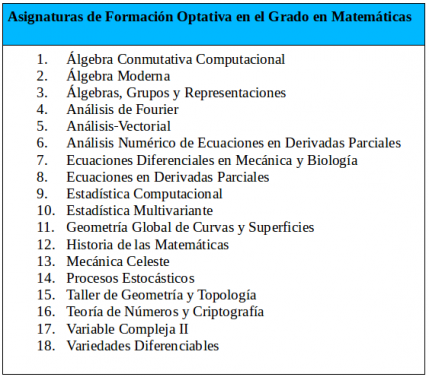 Asignaturas de Formación Optativa en el Grado en Matemáticas
1. Álgebra Conmutativa Computacional
2. Álgebra Moderna
3. Álgebras, Grupos y Representaciones
4. Análisis de Fourier
5. Análisis-Vectorial
6. Análisis Numérico de Ecuaciones en Derivadas Parciales
7. Ecuaciones Diferenciales en Mecánica y Biología
8. Ecuaciones en Derivadas Parciales
9. Estadística Computacional
10. Estadística Multivariante
11. Geometría Global de Curvas y Superficies
12. Historia de las Matemáticas
13. Mecánica Celeste
14. Procesos Estocásticos
15. Taller de Geometría y Topología
16. Teoría de Números y Criptografía
17. Variable Compleja II
18. Variedades Diferenciables